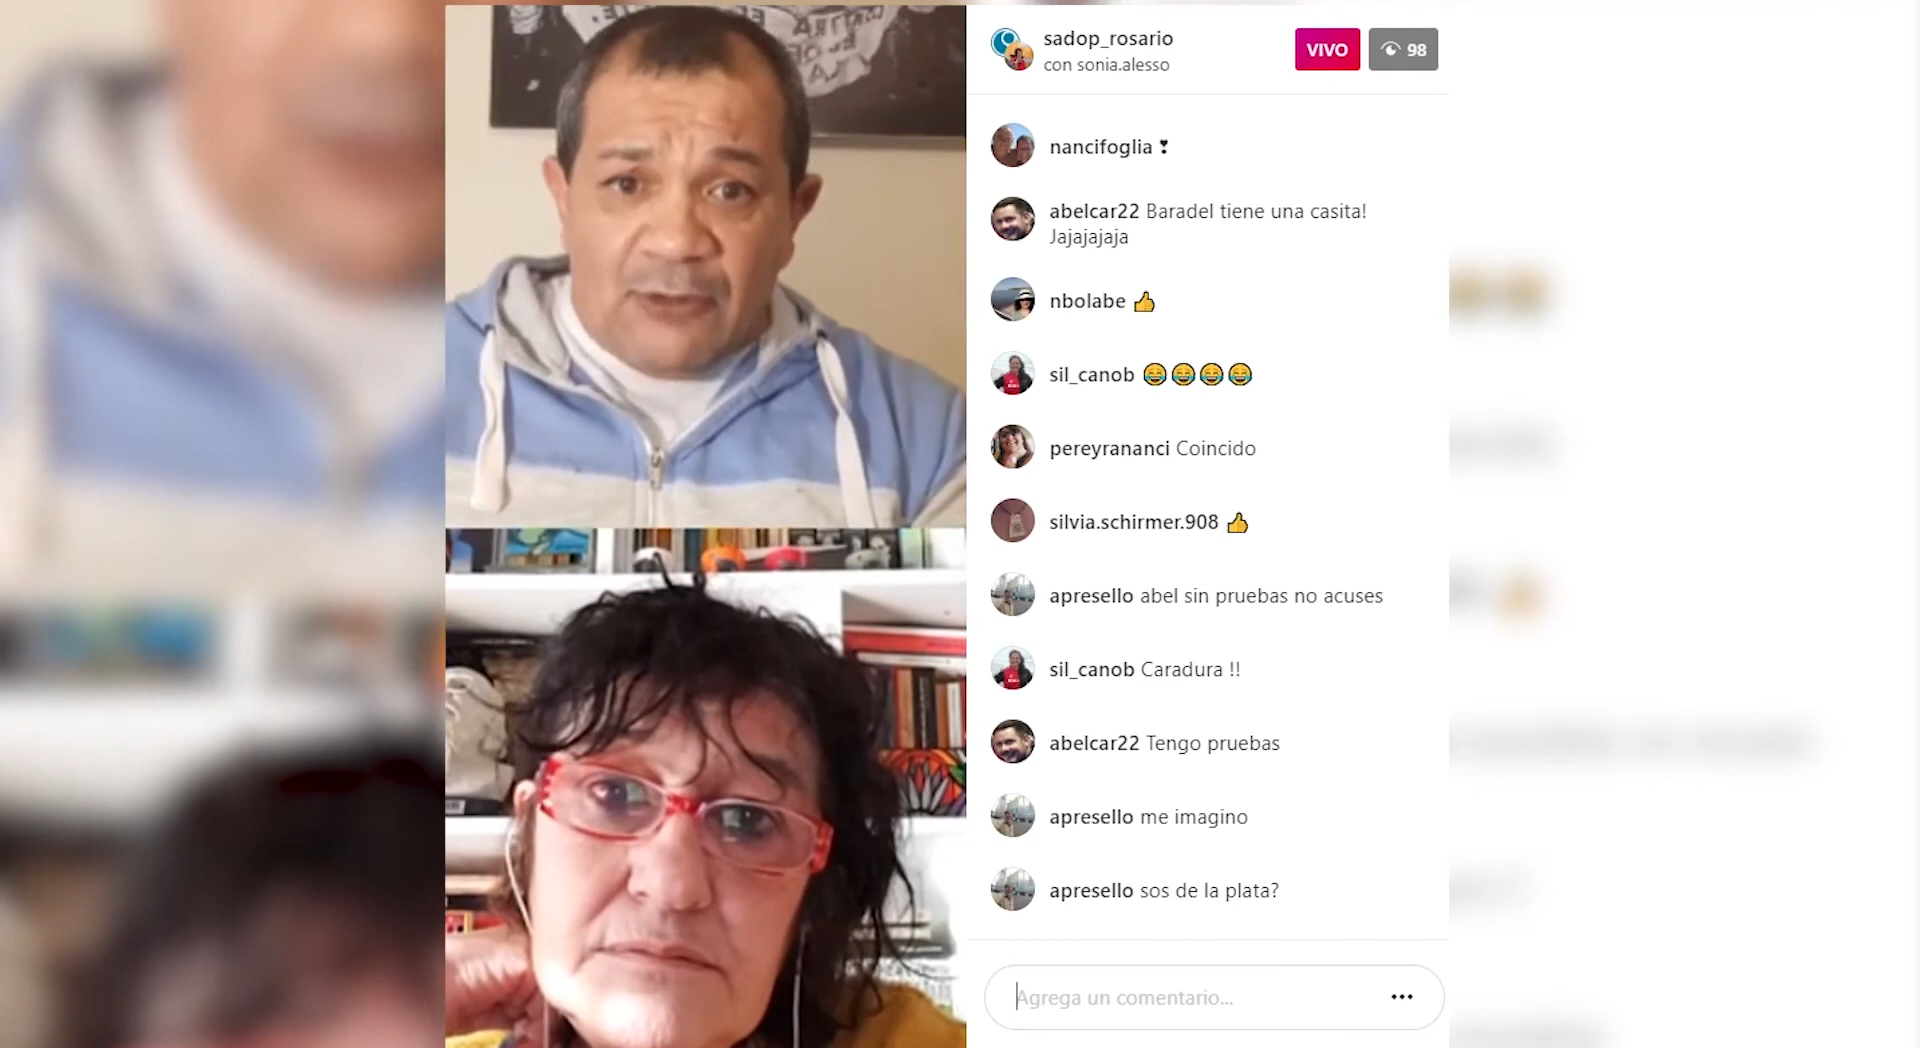 sadop_rosario
con sonia.alesso
VIVO
98
nancifoglia ❣
abelcar22 Baradel tiene una casita!
Jajajajaja
nbolabe 👍
sil_canob 😂😂😂😂
pereyrananci Coincido
silvia.schirmer.908 👍
apresello abel sin pruebas no acuses
sil_canob Caradura !!
abelcar22 Tengo pruebas
apresello me imagino
apresello sos de la plata?
Agrega un comentario...